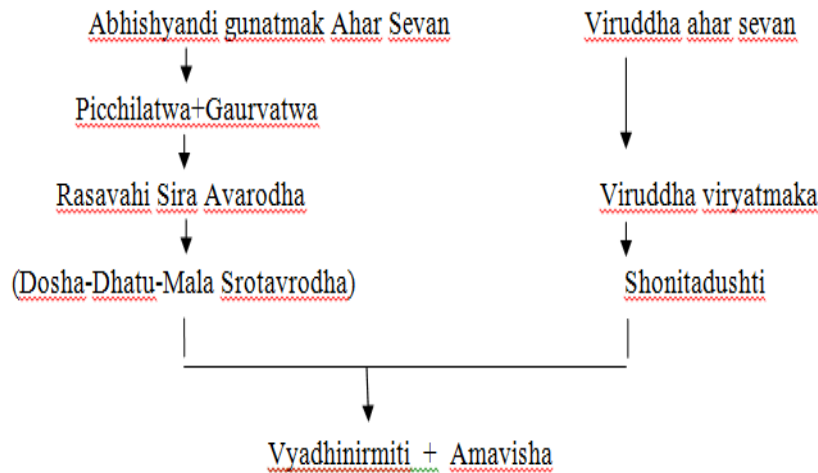 Abhishyandi gunatmak Ahar Sevan
Viruddha ahar sevan
Picchilatwa+Gaurvatwa
Rasavahi Sira Avarodha
Viruddha viryatmaka
(Dosha-Dhatu-Mala Srotavrodha)
Shonitadushti
Vyadhinirmiti + Amavisha